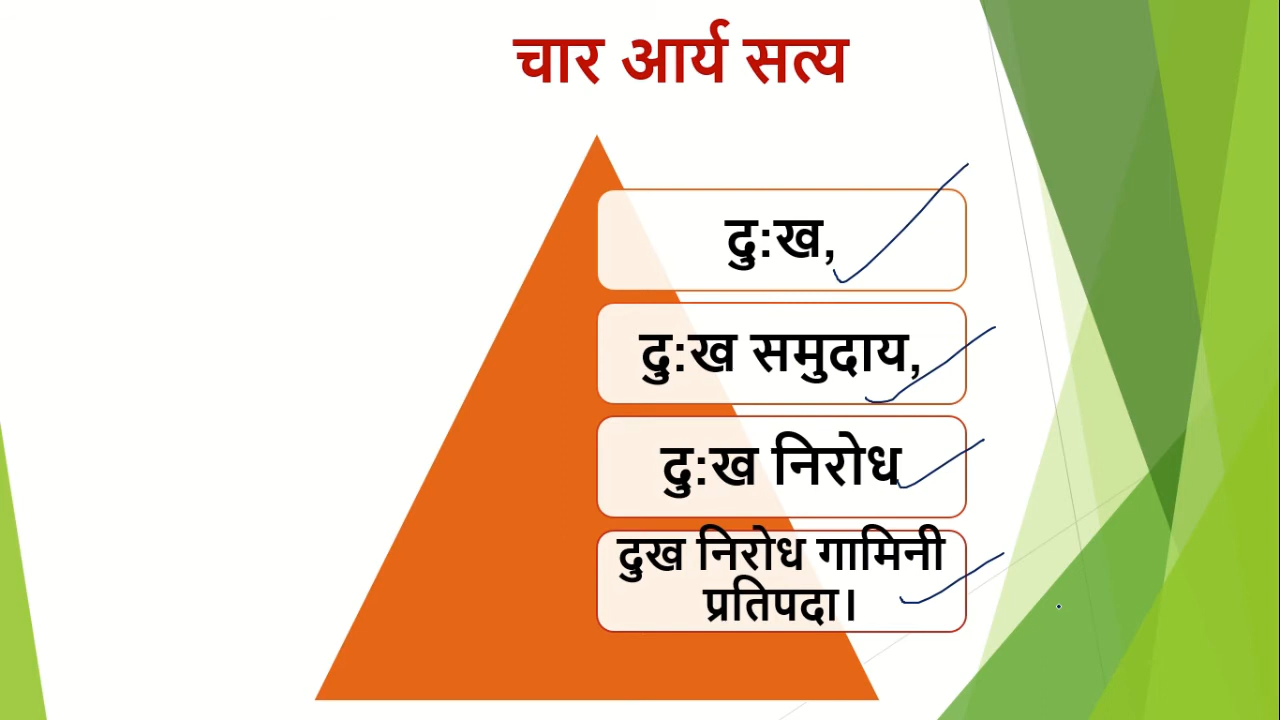 चार आर्य सत्य
दु:ख,
दु:ख समुदाय,
दु:ख निरोध
दुख निरोध गामिनी
प्रतिपदा।